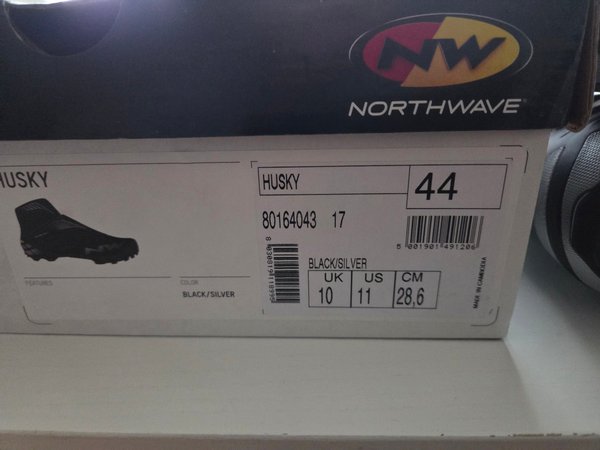 NW
NORTHWAVE
HUSKY
HUSKY
44
80164043 17
BLACK/SILVER
UK US CM
10 11 28,6
FEATURES
COLOR
BLACK/SILVER
MADE IN CAMBODIA